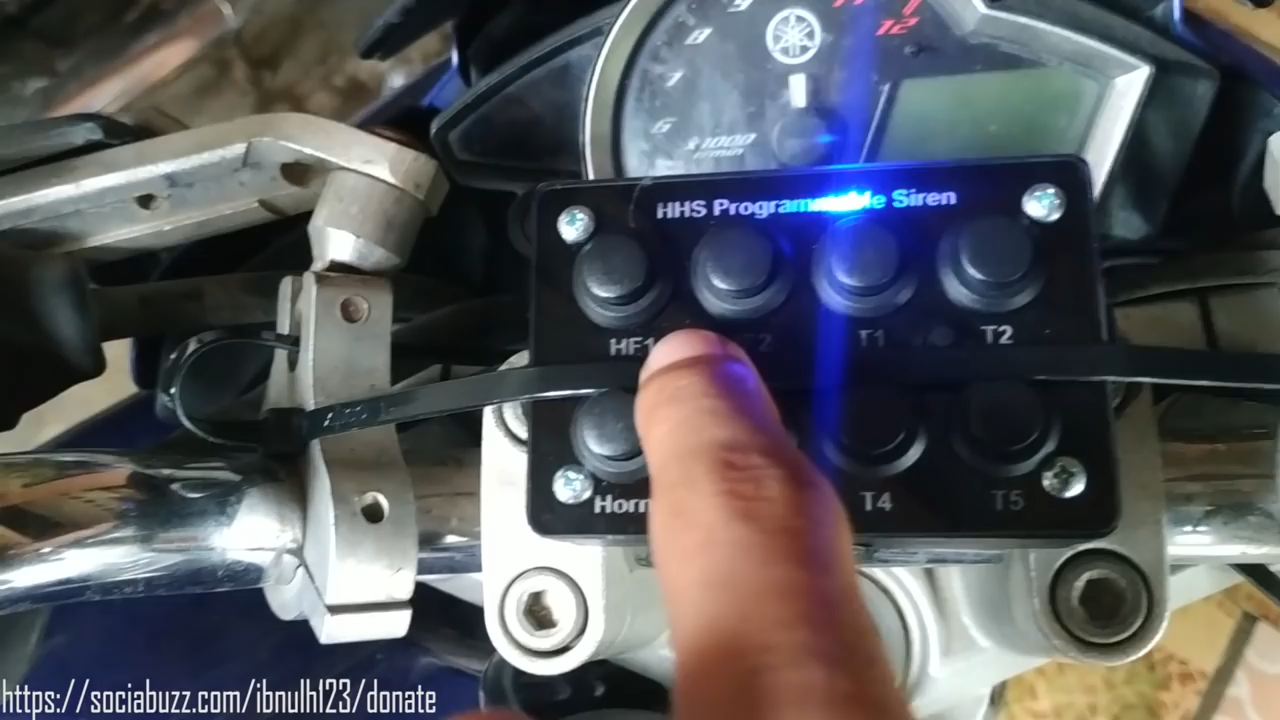 9
11
8
12
7
6
x1000
r/min
HHS Programmable Siren
HF1
T1
T2
Horn
T4
T5
https://sociabuzz.com/ibnulh123/donate